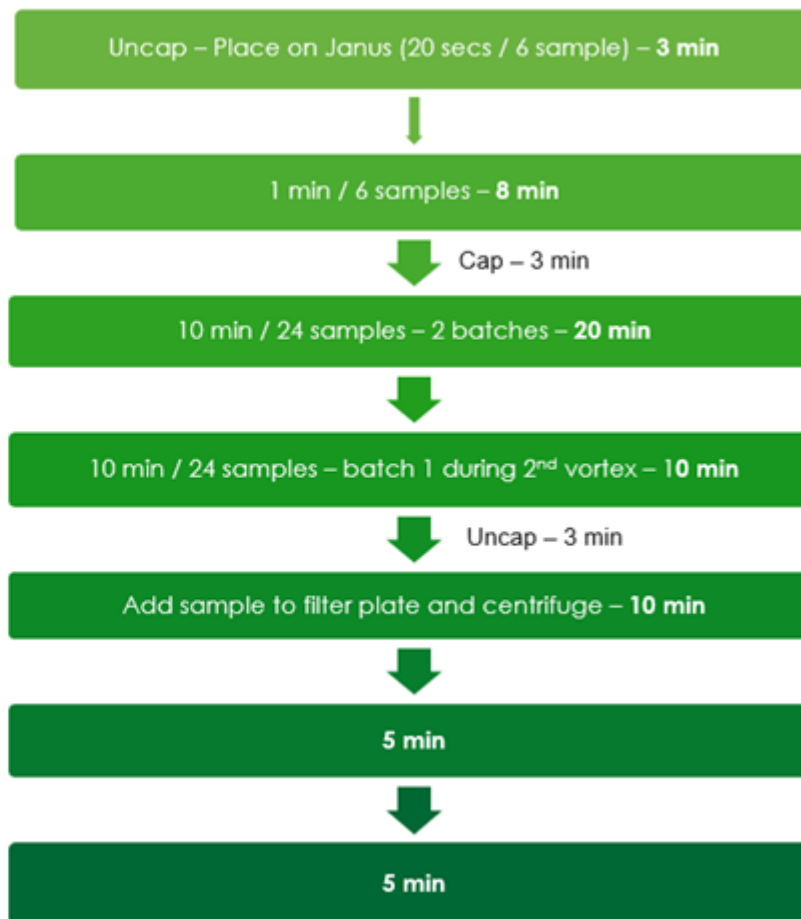 Uncap – Place on Janus (20 secs / 6 sample) – 3 min
1 min / 6 samples – 8 min
Cap – 3 min
10 min / 24 samples – 2 batches – 20 min
10 min / 24 samples – batch 1 during 2nd vortex – 10 min
Uncap – 3 min
Add sample to filter plate and centrifuge – 10 min
5 min
5 min